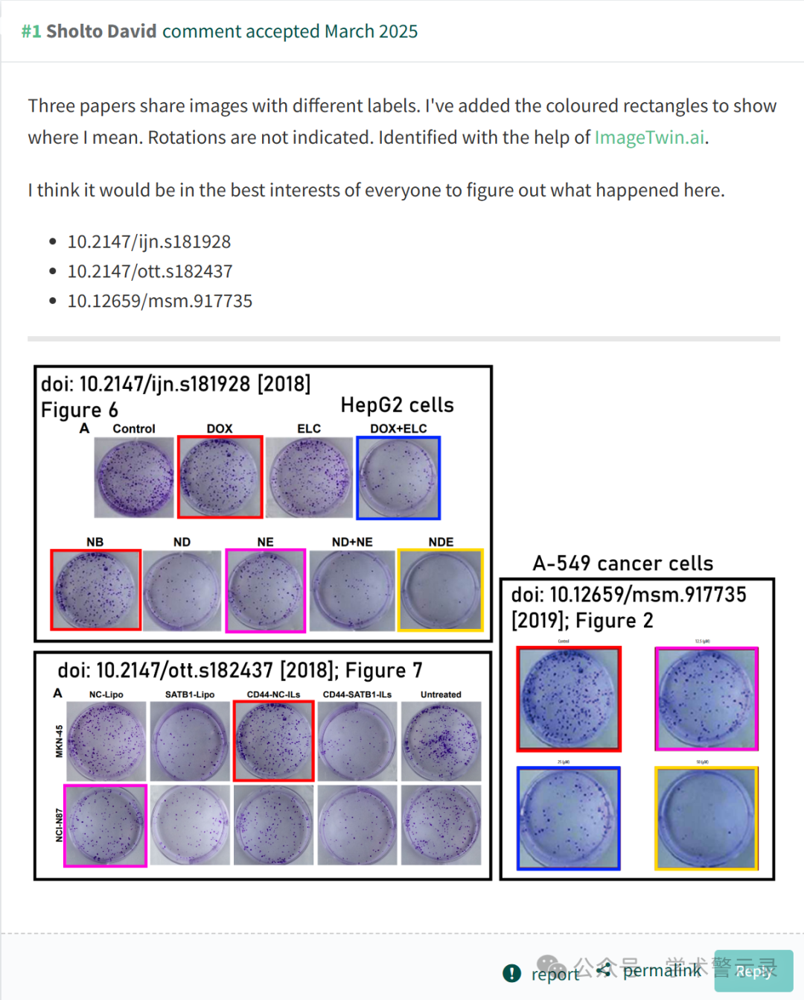 #1 Sholto David comment accepted March 2025
Three papers share images with different labels. I've added the coloured rectangles to show
where I mean. Rotations are not indicated. Identified with the help of ImageTwin.ai.
I think it would be in the best interests of everyone to figure out what happened here.
• 10.2147/ijn.s181928
• 10.2147/ott.s182437
• 10.12659/msm.917735
doi: 10.2147/ijn.s181928 [2018]
Figure 6
HepG2 cells
A Control DOX ELC DOX+ELC
NB ND NE ND+NE NDE
doi: 10.2147/ott.s182437 [2018]; Figure 7
A NC-Lipo SATB1-Lipo CD44-NC-ILs CD44-SATB1-ILs Untreated
MKN-45
NCI-N87
A-549 cancer cells
doi: 10.12659/msm.917735
[2019]; Figure 2
Control 12.5 (µM)
25 (µM) 50 (µM)
report permalink Reply
公众号 学术警示录